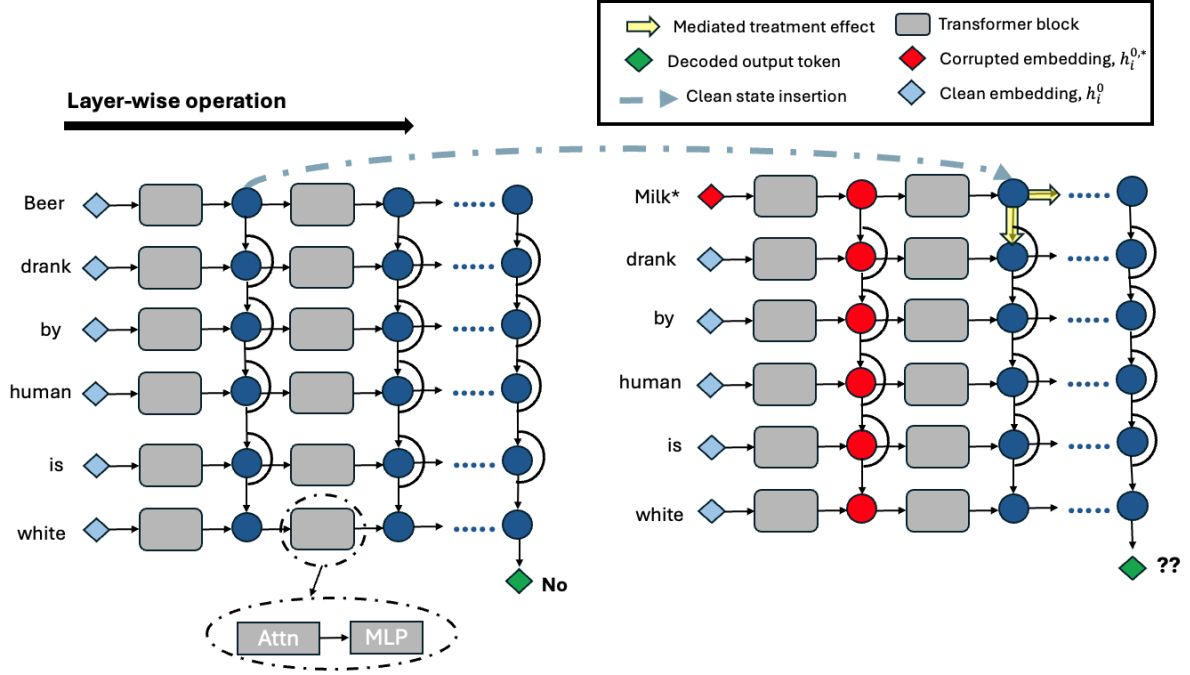 Mediated treatment effect
Transformer block
Decoded output token
Corrupted embedding, $h_i^{0,*}$
Clean state insertion
Clean embedding, $h_i^0$
Layer-wise operation
Beer
drank
by
human
is
white
No
Attn
MLP
Milk*
drank
by
human
is
white
??